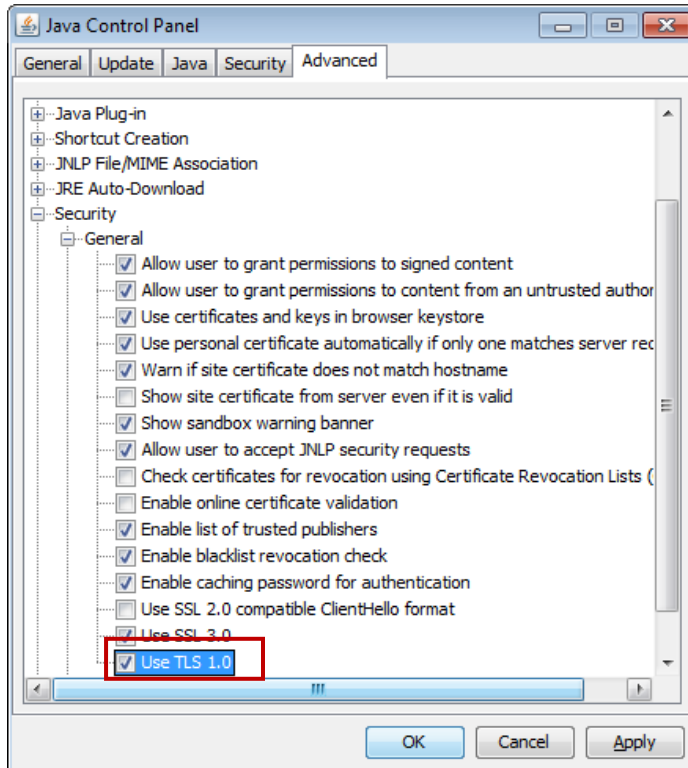 Java Control Panel
General Update Java Security Advanced
Java Plug-in
Shortcut Creation
JNLP File/MIME Association
JRE Auto-Download
Security
General
Allow user to grant permissions to signed content
Allow user to grant permissions to content from an untrusted author
Use certificates and keys in browser keystore
Use personal certificate automatically if only one matches server rec
Warn if site certificate does not match hostname
Show site certificate from server even if it is valid
Show sandbox warning banner
Allow user to accept JNLP security requests
Check certificates for revocation using Certificate Revocation Lists (
Enable online certificate validation
Enable list of trusted publishers
Enable blacklist revocation check
Enable caching password for authentication
Use SSL 2.0 compatible ClientHello format
Use SSL 3.0
Use TLS 1.0
OK Cancel Apply